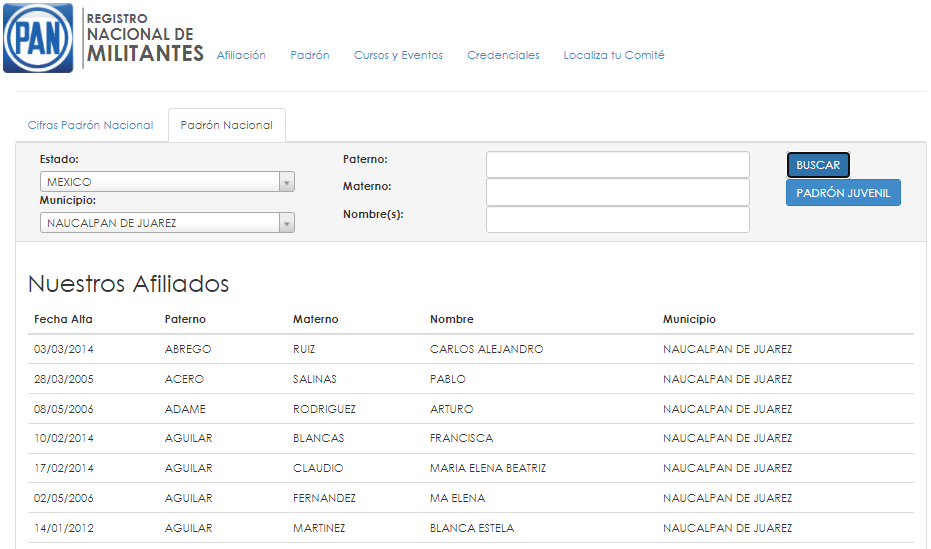 PAN
REGISTRO
NACIONAL DE
MILITANTES
Afiliación Padrón Cursos y Eventos Credenciales Localiza tu Comité
Cifras Padrón Nacional Padrón Nacional
Estado: Paterno: BUSCAR
MEXICO
Materno: PADRÓN JUVENIL
Municipio:
NAUCALPAN DE JUAREZ Nombre(s):
Nuestros Afiliados
Fecha Alta Paterno Materno Nombre Municipio
03/03/2014 ABREGO RUIZ CARLOS ALEJANDRO NAUCALPAN DE JUAREZ
28/03/2005 ACERO SALINAS PABLO NAUCALPAN DE JUAREZ
08/05/2006 ADAME RODRIGUEZ ARTURO NAUCALPAN DE JUAREZ
10/02/2014 AGUILAR BLANCAS FRANCISCA NAUCALPAN DE JUAREZ
17/02/2014 AGUILAR CLAUDIO MARIA ELENA BEATRIZ NAUCALPAN DE JUAREZ
02/05/2006 AGUILAR FERNANDEZ MA ELENA NAUCALPAN DE JUAREZ
14/01/2012 AGUILAR MARTINEZ BLANCA ESTELA NAUCALPAN DE JUAREZ